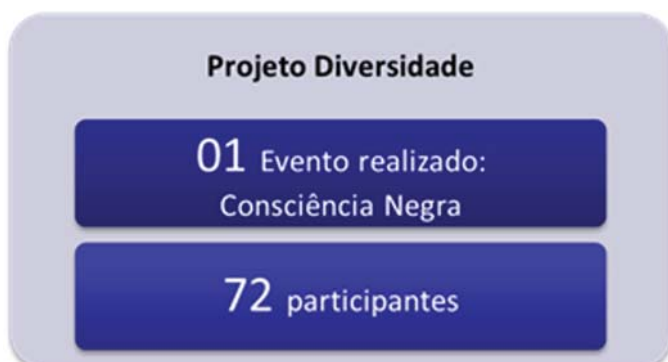 Projeto Diversidade
01 Evento realizado:
Consciência Negra
72 participantes